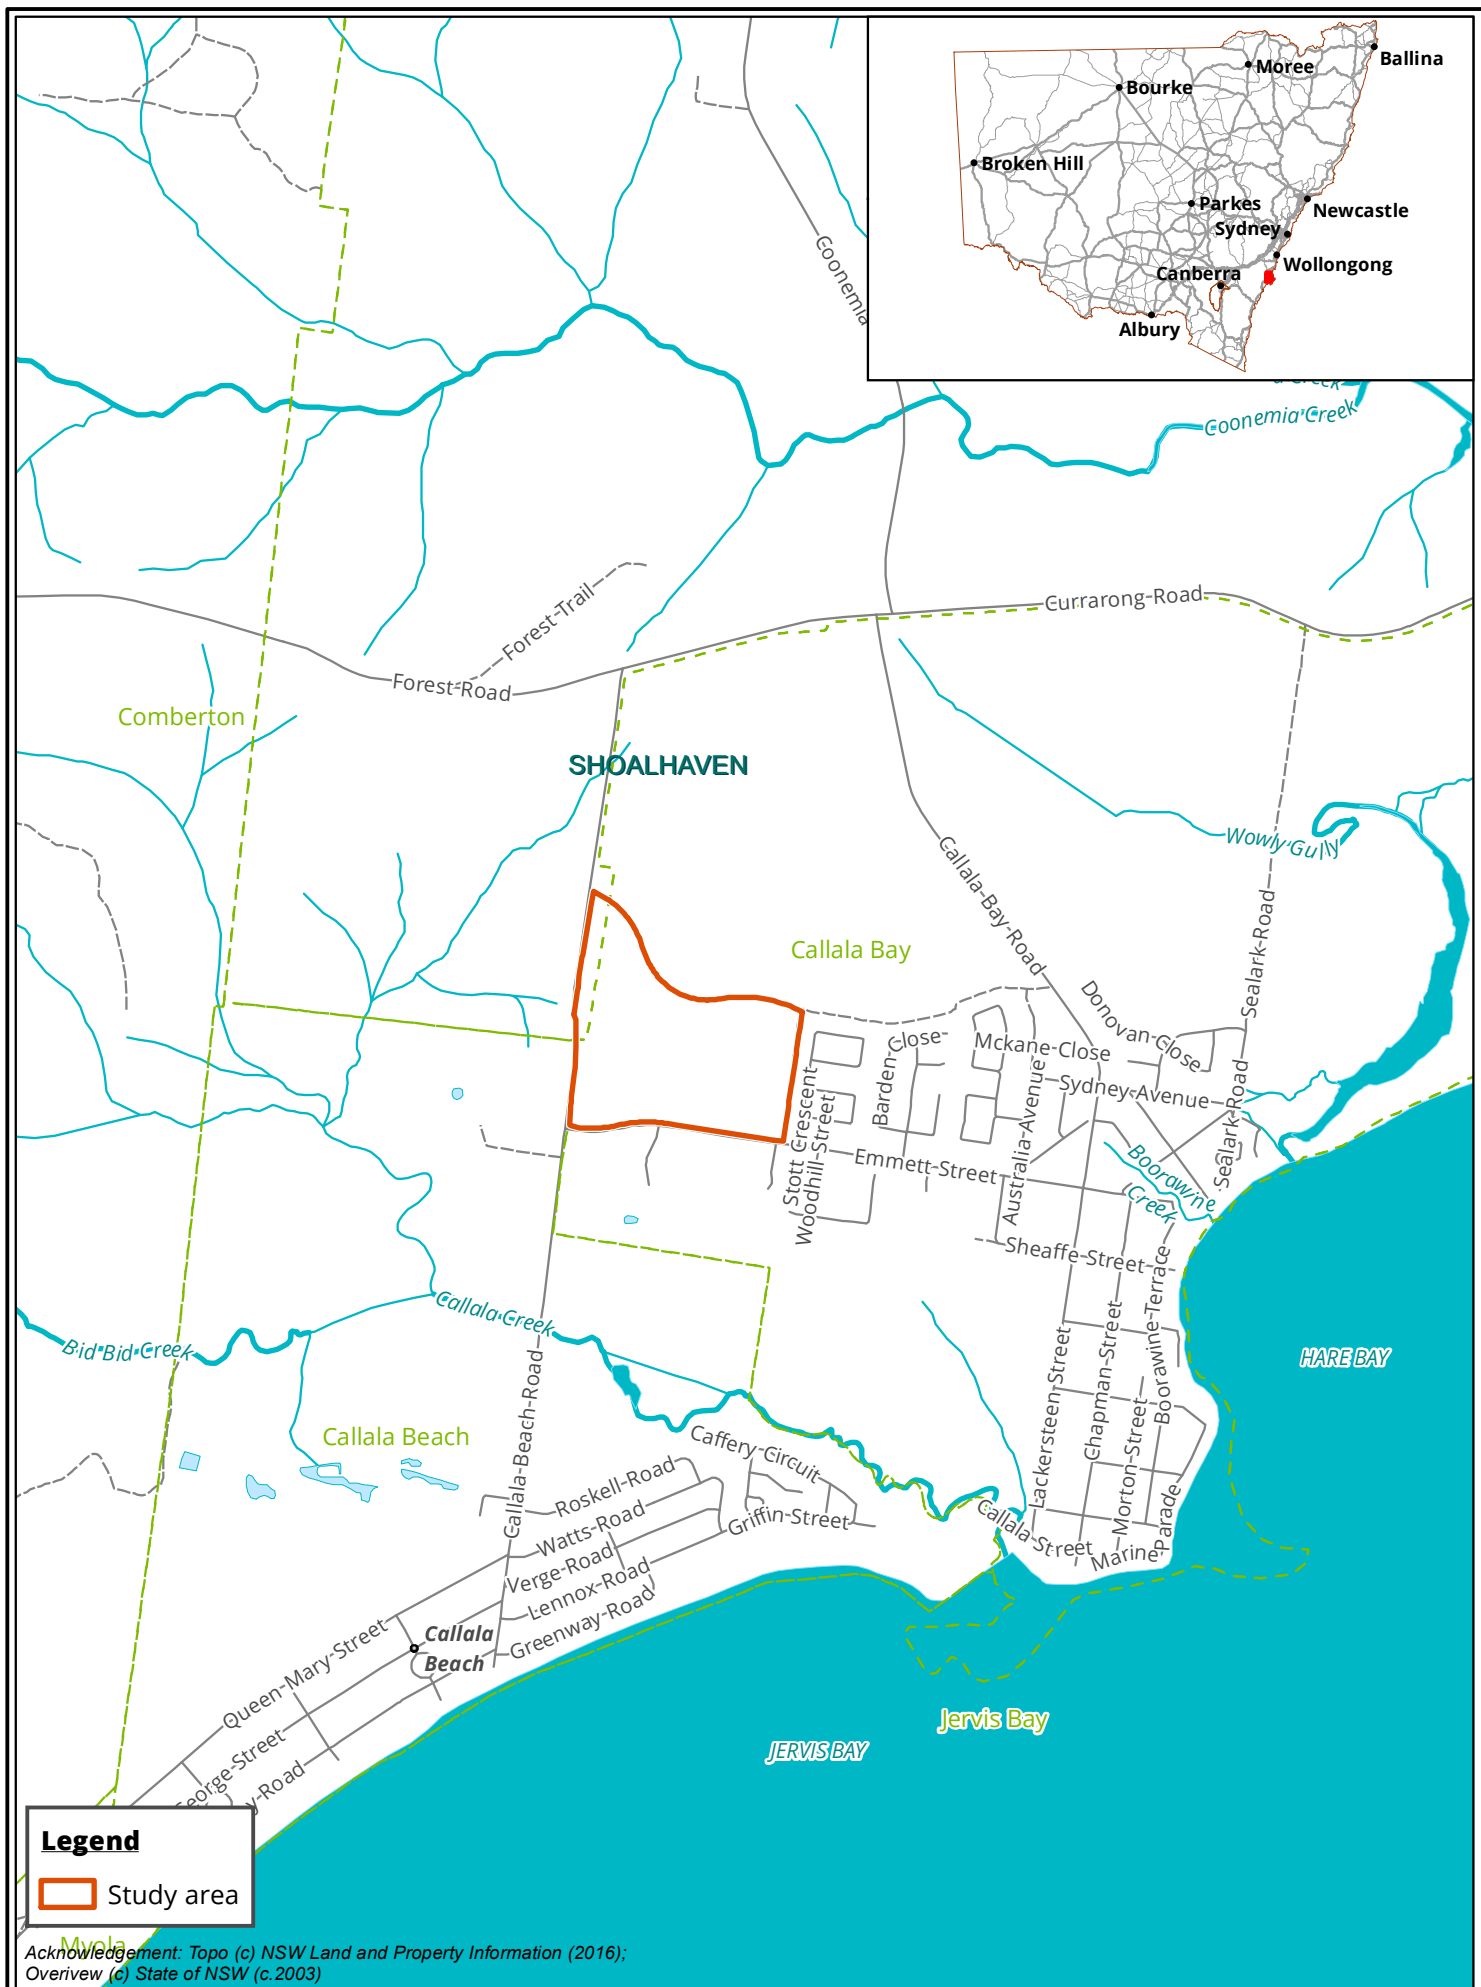 Ballina
Moree
Bourke
Broken Hill
Parkes
Newcastle
Sydney
Wollongong
Canberra
Albury
Coonemia
Creek
Coonemia Creek
Currarong Road
Forest Trail
Forest Road
Comberton
SHOALHAVEN
Wowly Gully
Callala Bay Road
Sealark Road
Callala Bay
Donovan Close
Barden Close
Mckane Close
Sydney Avenue
Sealark Road
Stott Crescent
Woodhill Street
Emmett Street
Australia Avenue
Boorawine
Creek
Sheaffe Street
Callala Creek
Bid Bid Creek
HARE BAY
Callala Beach Road
Lackersteen Street
Chapman Street
Boorawine Terrace
Morton Street
Callala Beach
Caffery Circuit
Roskell Road
Watts Road
Griffin Street
Callala Street
Marine Parade
Verge Road
Lennox Road
Greenway Road
Callala
Beach
Queen Mary Street
Jervis Bay
JERVIS BAY
eorge Street
y Road
Legend
Study area
Myola
Acknowledgement: Topo (c) NSW Land and Property Information (2016);
Overivew (c) State of NSW (c.2003)